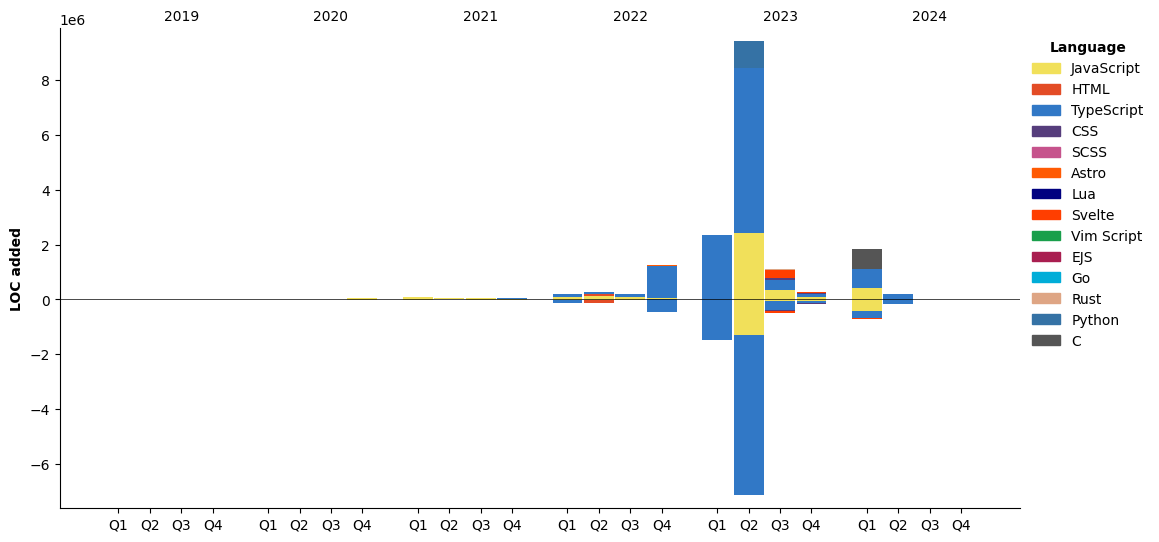 1e6
2019 2020 2021 2022 2023 2024
LOC added
8
6
4
2
0
−2
−4
−6
Q1 Q2 Q3 Q4 Q1 Q2 Q3 Q4 Q1 Q2 Q3 Q4 Q1 Q2 Q3 Q4 Q1 Q2 Q3 Q4 Q1 Q2 Q3 Q4
Language
JavaScript
HTML
TypeScript
CSS
SCSS
Astro
Lua
Svelte
Vim Script
EJS
Go
Rust
Python
C